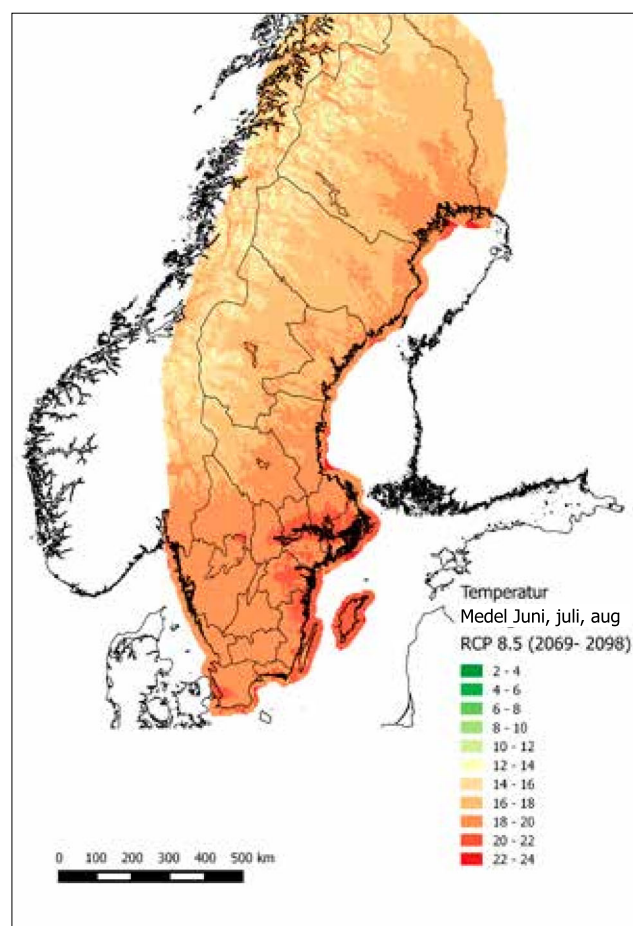 Temperatur
Medel Juni, juli, aug
RCP 8.5 (2069- 2098)
2 - 4
4 - 6
6 - 8
8 - 10
10 - 12
12 - 14
14 - 16
16 - 18
18 - 20
20 - 22
22 - 24
0 100 200 300 400 500 km